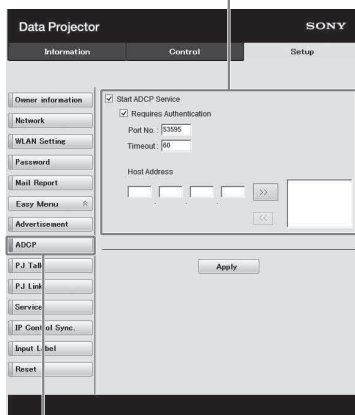 Data Projector
SONY
Information Control Setup
Owner information
Network
WLAN Setting
Password
Mail Report
Easy Menu
Advertisement
ADCP
PJ Talk
PJ Link
Service
IP Control Sync.
Input Label
Reset
Start ADCP Service
Requires Authentication
Port No.: 53595
Timeout: 60
Host Address
. . .
>>
<<
Apply